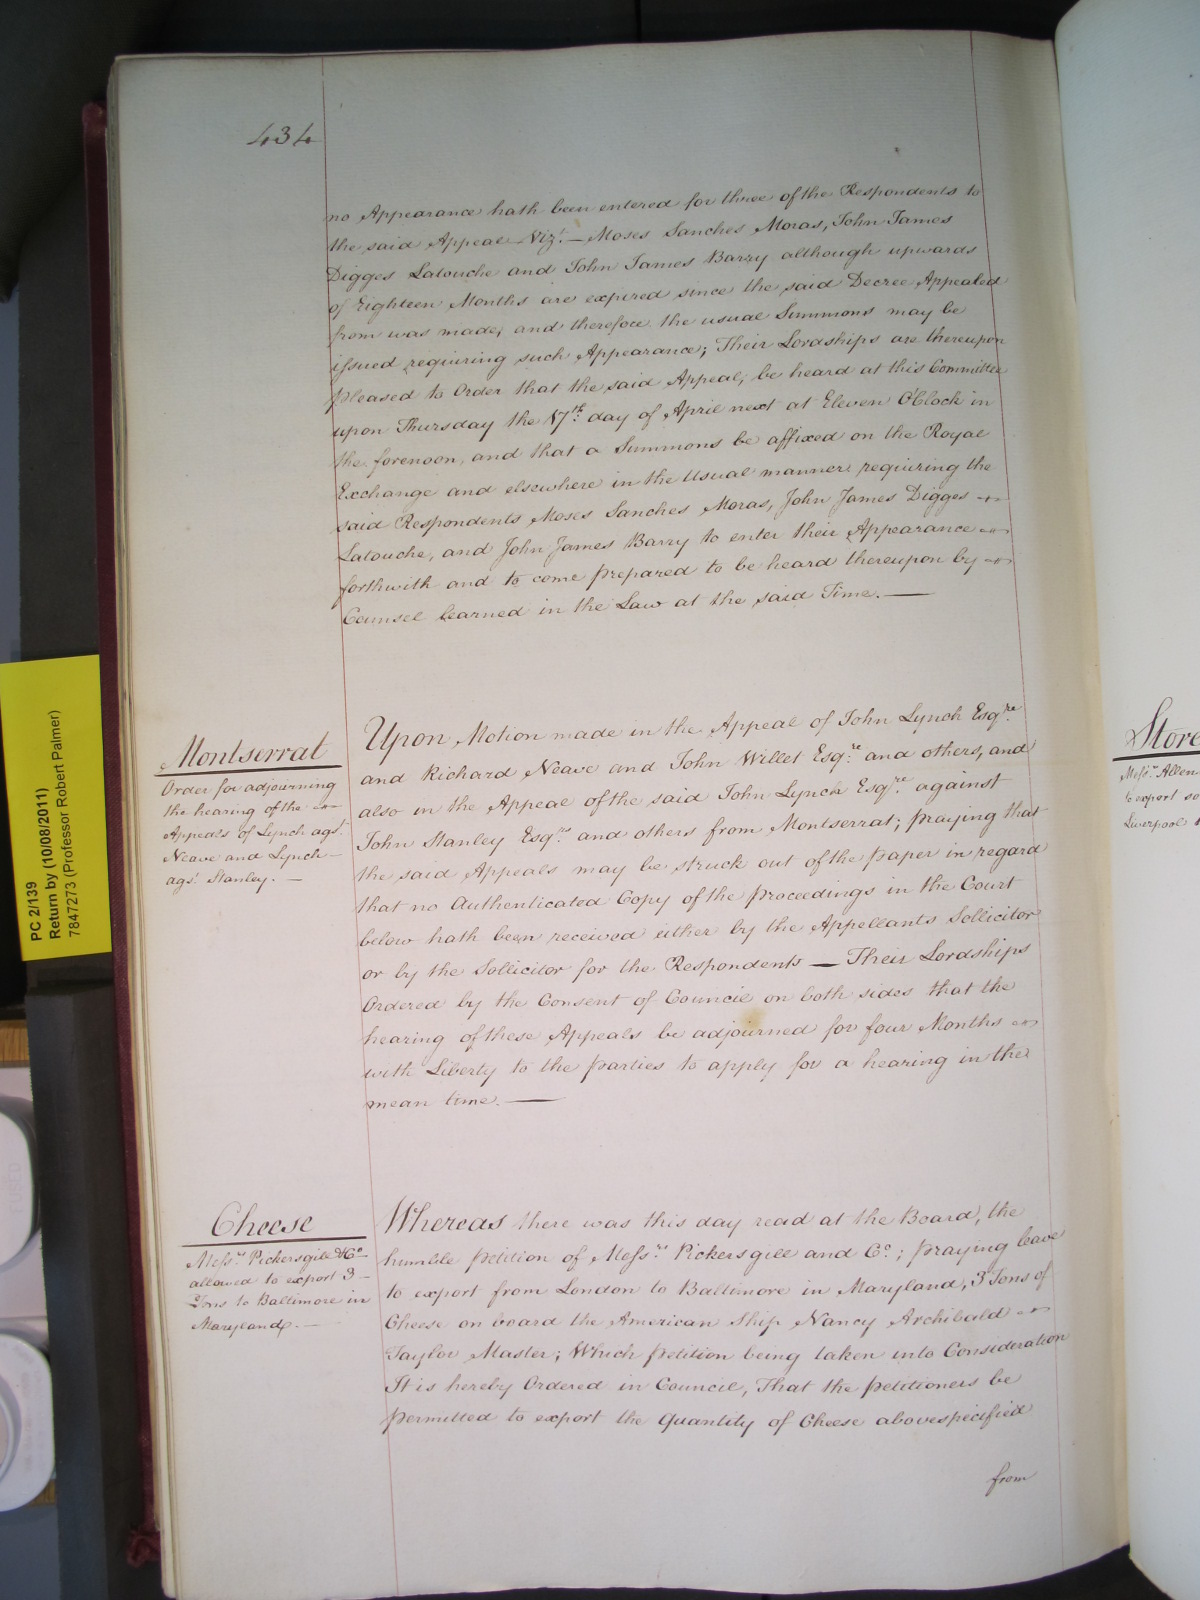 434
no Appearance hath been entered for three of the Respondents to
the said Appeal Vizt. — Moses Sanches Moras, John James
Digges Latouche and John James Barry although upwards
of Eighteen Months are expired since the said Decree Appealed
from was made; and therefore the usual Summons may be
issued requiring such Appearance; Their Lordships are thereupon
pleased to Order that the said Appeal, be heard at this Committee
upon Thursday the 17th day of April next at Eleven O'Clock in
the forenoon, and that a Summons be affixed on the Royal
Exchange and elsewhere in the Usual manner requiring the
said Respondents Moses Sanches Moras, John James Digges
Latouche, and John James Barry to enter their Appearance
forthwith and to come prepared to be heard thereupon by
Counsel learned in the Law at the said Time. —
Montserrat
Order for adjourning
the hearing of the
Appeals of Lynch agst.
Neave and Lynch —
agst. Stanley. —
Upon Motion made in the Appeal of John Lynch Esqre.
and Richard Neave and John Willet Esqre. and others, and
also in the Appeal of the said John Lynch Esqre. against
John Stanley Esqre. and others from Montserrat; praying that
the said Appeals may be struck out of the paper in regard
that no Authenticated Copy of the Proceedings in the Court
below hath been received either by the Appellants Sollicitor
or by the Sollicitor for the Respondents — Their Lordships
Ordered by the Consent of Council on both sides that the
hearing of these Appeals be adjourned for four Months
with Liberty to the parties to apply for a hearing in the
mean time. —
Cheese
Messrs. Pickersgill & Co.
allowed to export 3 —
Tons to Baltimore in
Maryland. —
Whereas there was this day read at the Board, the
humble Petition of Messrs. Pickersgill and Co.; praying leave
to export from London to Baltimore in Maryland, 3 Tons of
Cheese on board the American Ship Nancy Archibald
Taylor Master; Which petition being taken into Consideration
It is hereby Ordered in Council, That the Petitioners be
permitted to export the Quantity of Cheese abovespecified
from
PC 2/139
Return by (10/08/2011)
7847273 (Professor Robert Palmer)
Store
Messrs. Allen
export
Liverpool